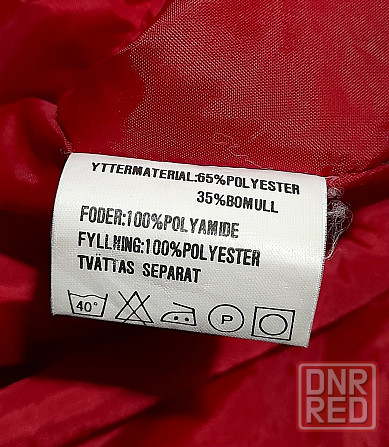 YTTERMATERIAL:65%POLYESTER
35%BOMULL
FODER:100%POLYAMIDE
FYLLNING:100%POLYESTER
TVÄTTAS SEPARAT
40° P
DNR
RED